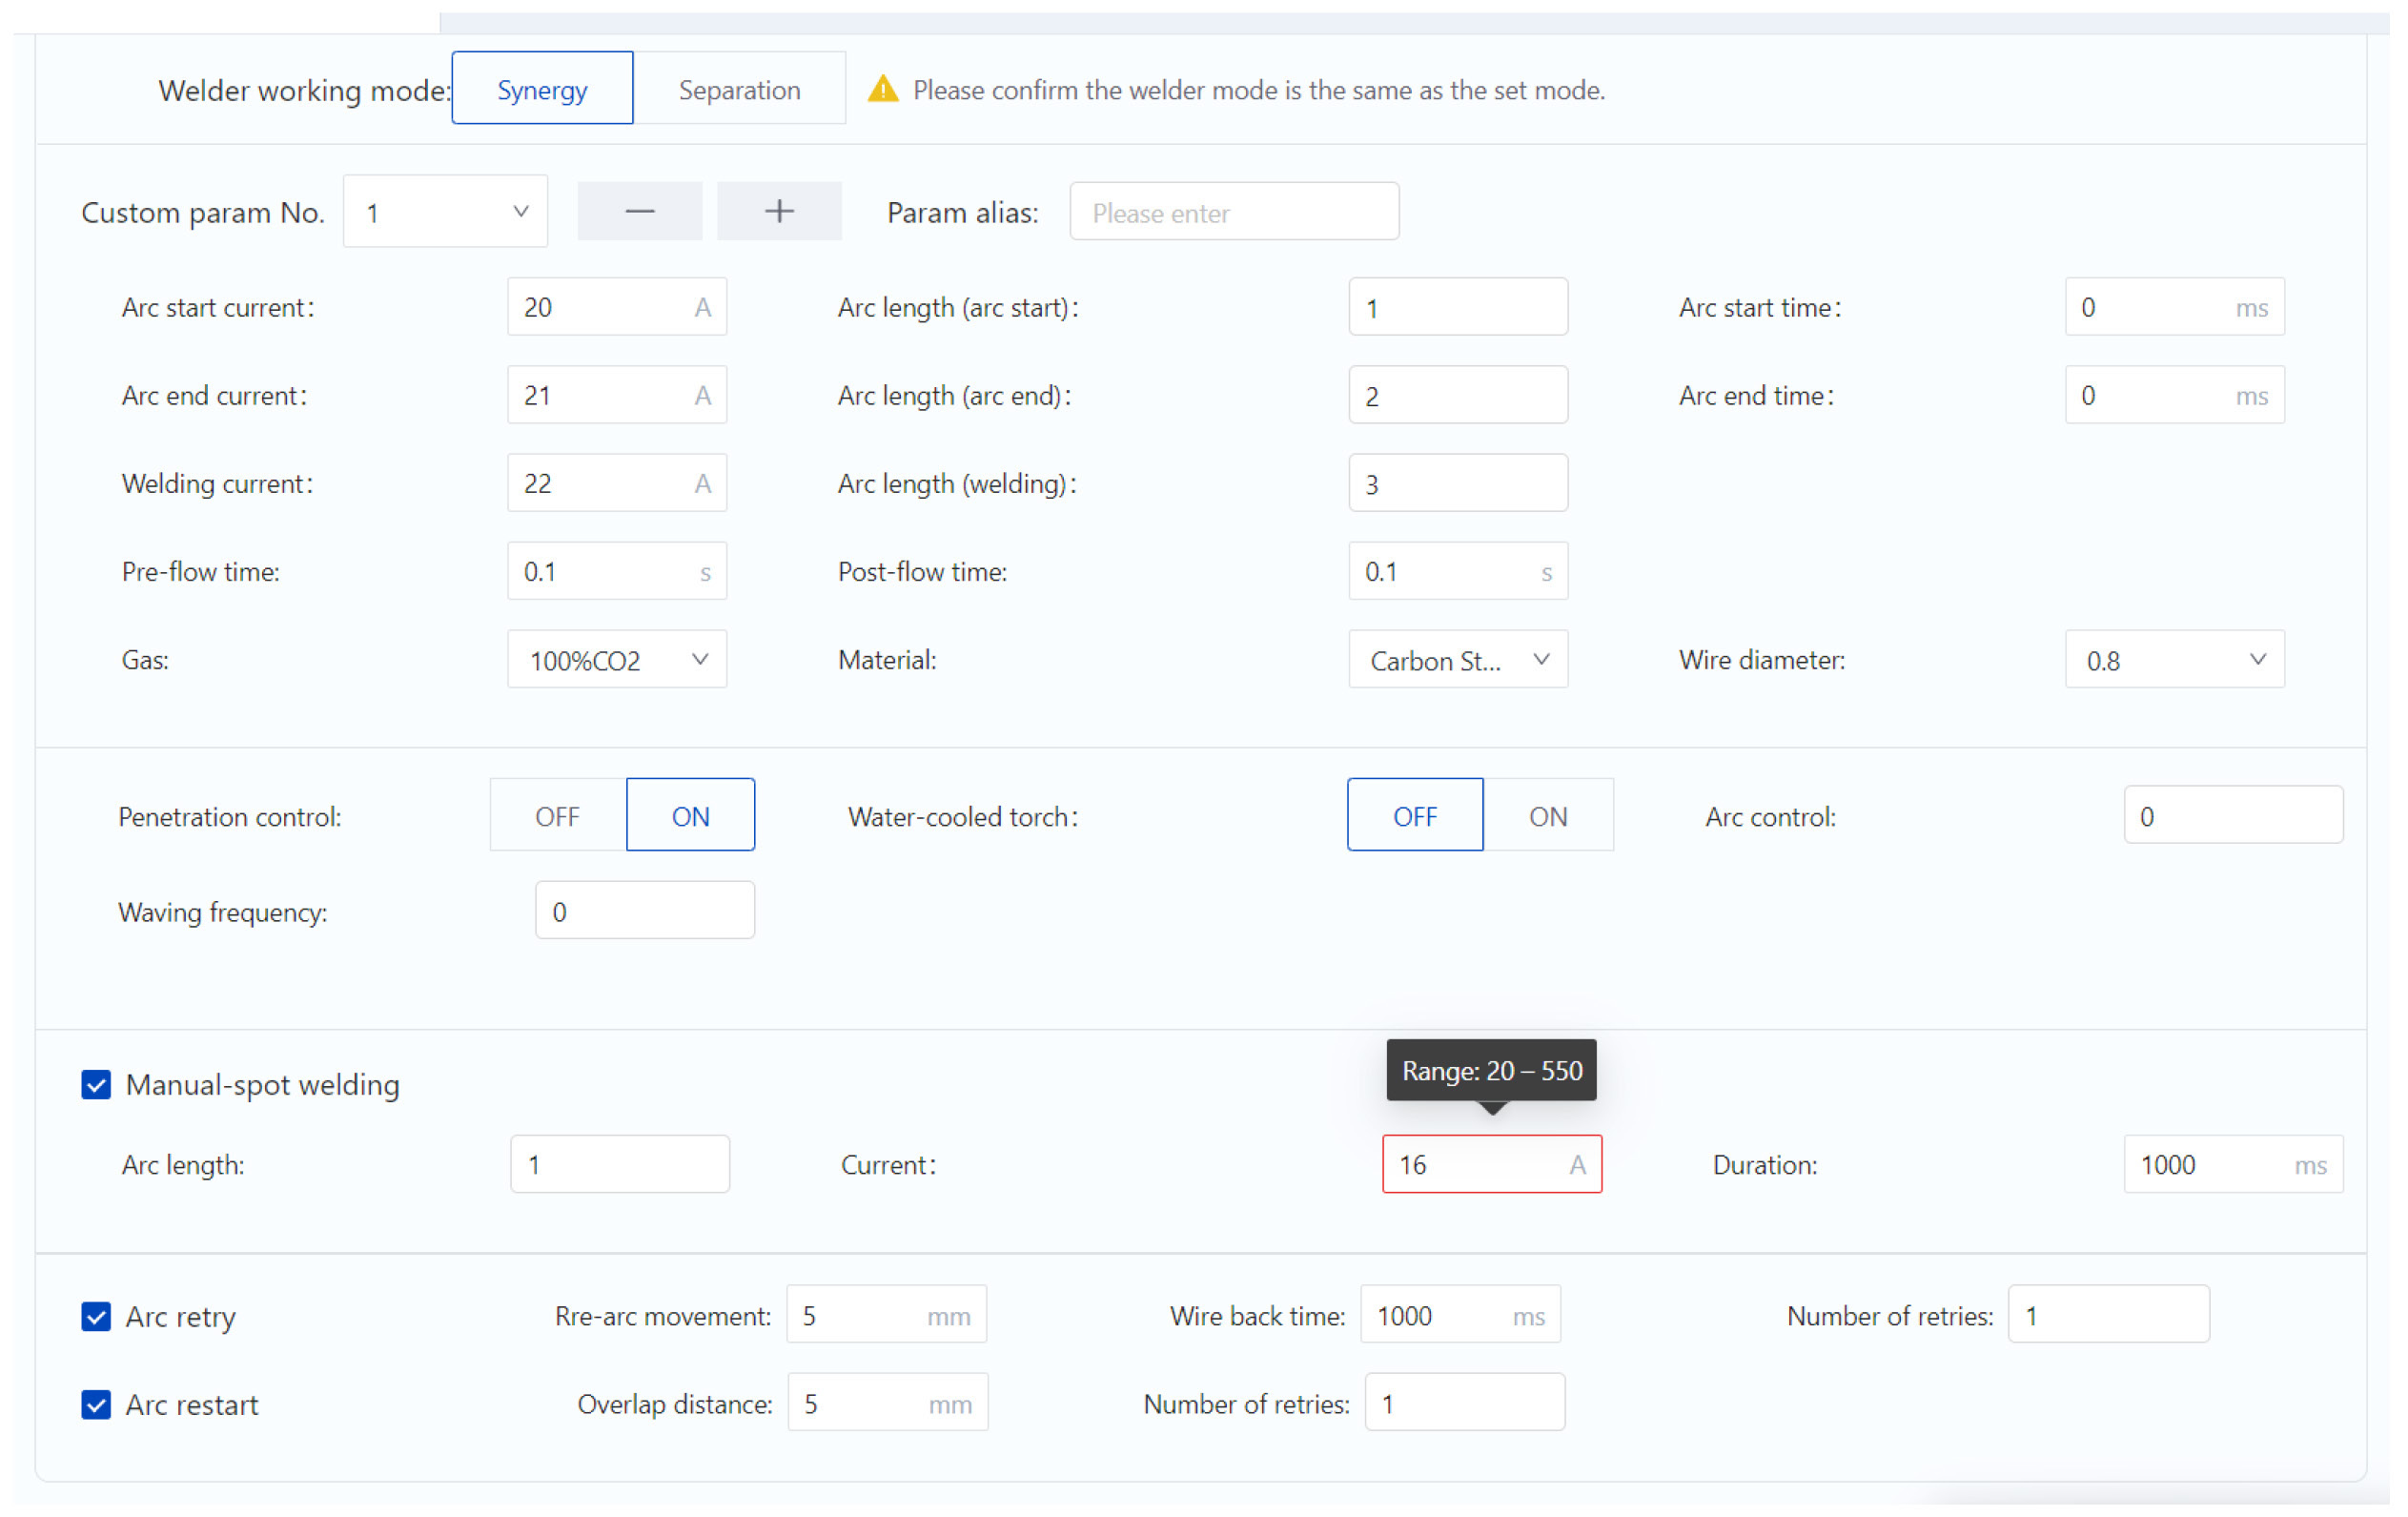 Welder working mode: Synergy Separation Please confirm the welder mode is the same as the set mode.
Custom param No. 1 — + Param alias: Please enter
Arc start current: 20 A Arc length (arc start): 1 Arc start time: 0 ms
Arc end current: 21 A Arc length (arc end): 2 Arc end time: 0 ms
Welding current: 22 A Arc length (welding): 3
Pre-flow time: 0.1 s Post-flow time: 0.1 s
Gas: 100%CO2 Material: Carbon St... Wire diameter: 0.8
Penetration control: OFF ON Water-cooled torch: OFF ON Arc control: 0
Waving frequency: 0
Range: 20 – 550
Manual-spot welding
Arc length: 1 Current: 16 A Duration: 1000 ms
Arc retry Rre-arc movement: 5 mm Wire back time: 1000 ms Number of retries: 1
Arc restart Overlap distance: 5 mm Number of retries: 1